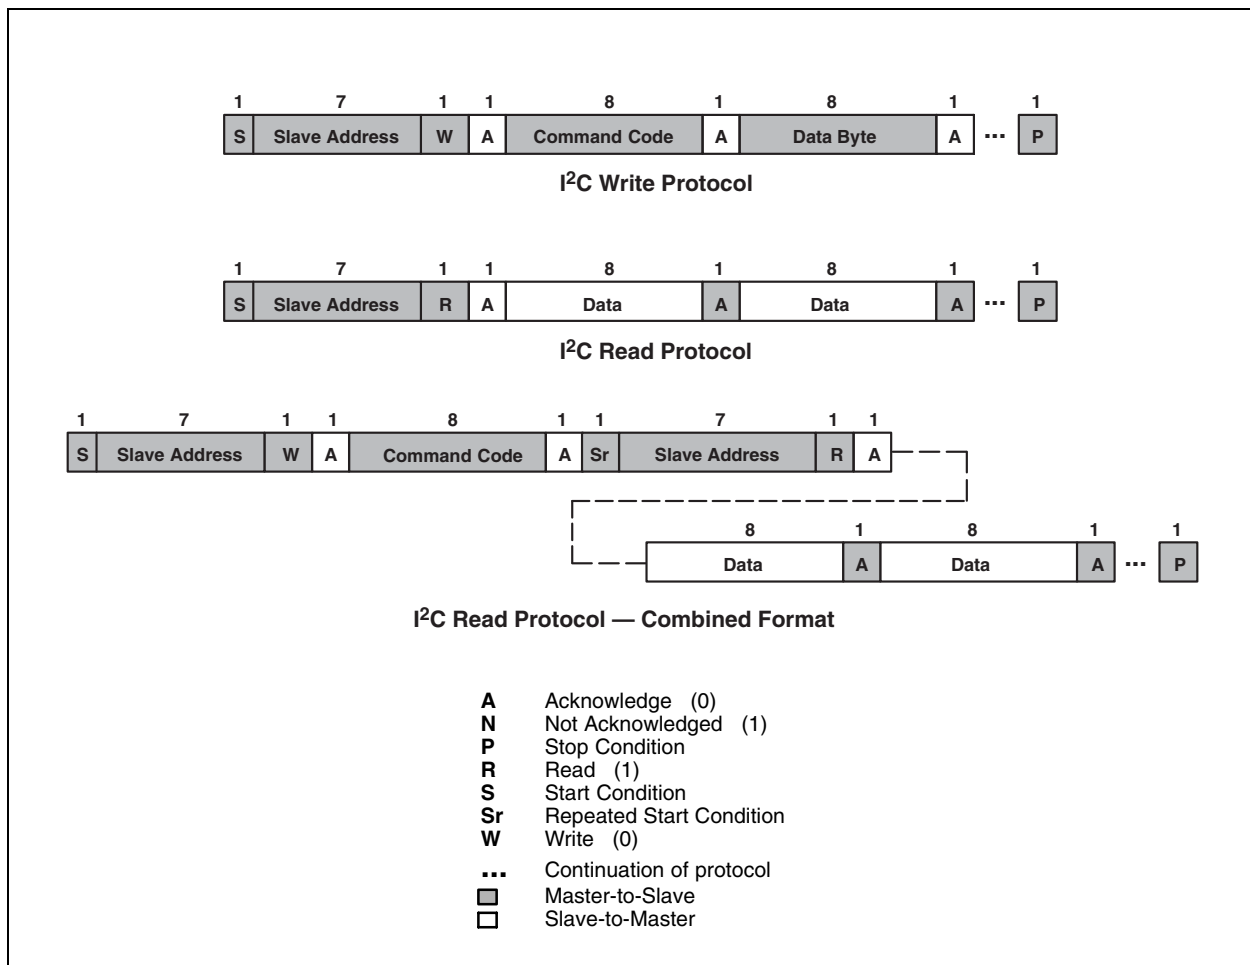 1 7 1 1 8 1 8 1 1
S Slave Address W A Command Code A Data Byte A ... P
I²C Write Protocol
1 7 1 1 8 1 8 1 1
S Slave Address R A Data A Data A ... P
I²C Read Protocol
1 7 1 1 8 1 1 7 1 1
S Slave Address W A Command Code A Sr Slave Address R A
8 1 8 1 1
Data A Data A ... P
I²C Read Protocol — Combined Format
A Acknowledge (0)
N Not Acknowledged (1)
P Stop Condition
R Read (1)
S Start Condition
Sr Repeated Start Condition
W Write (0)
... Continuation of protocol
Master-to-Slave
Slave-to-Master